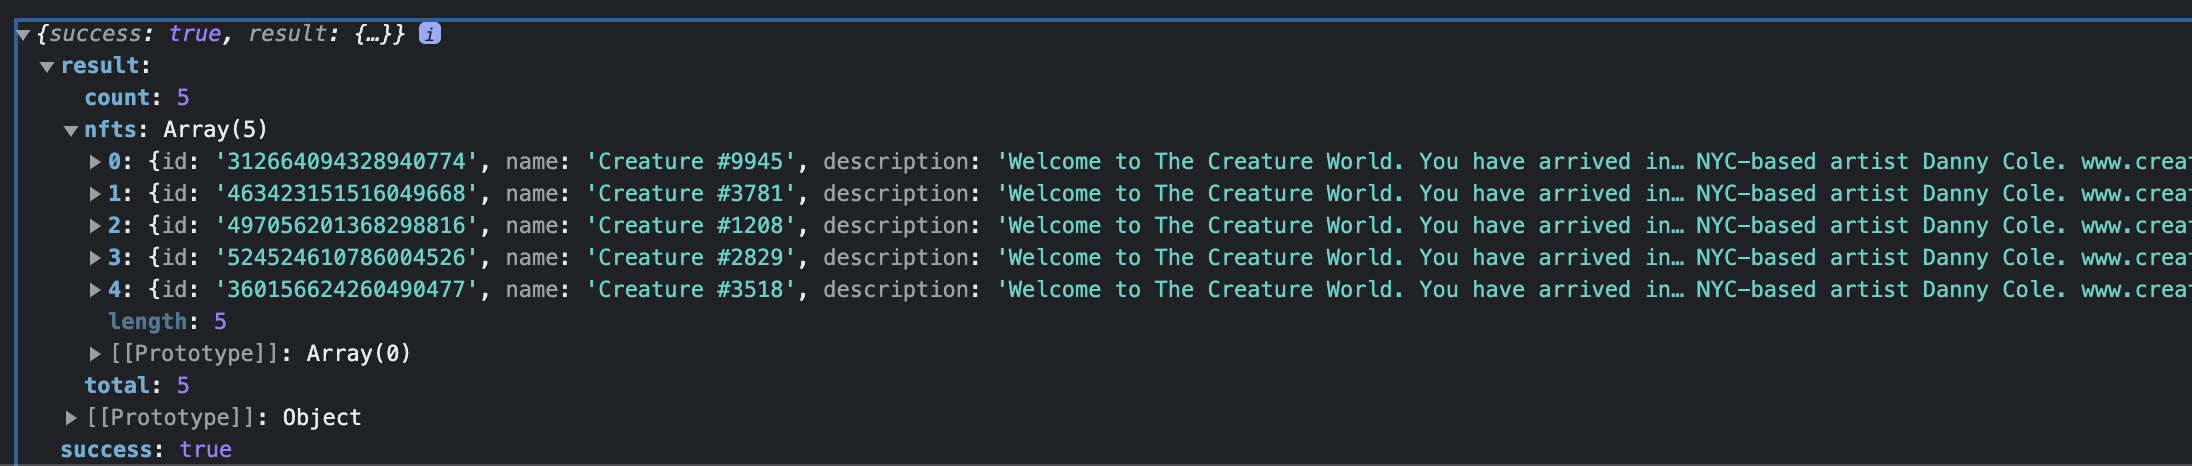 {success: true, result: {…}} i
result:
count: 5
nfts: Array(5)
0: {id: '312664094328940774', name: 'Creature #9945', description: 'Welcome to The Creature World. You have arrived in… NYC-based artist Danny Cole. www.creat
1: {id: '463423151516049668', name: 'Creature #3781', description: 'Welcome to The Creature World. You have arrived in… NYC-based artist Danny Cole. www.creat
2: {id: '497056201368298816', name: 'Creature #1208', description: 'Welcome to The Creature World. You have arrived in… NYC-based artist Danny Cole. www.creat
3: {id: '524524610786004526', name: 'Creature #2829', description: 'Welcome to The Creature World. You have arrived in… NYC-based artist Danny Cole. www.creat
4: {id: '360156624260490477', name: 'Creature #3518', description: 'Welcome to The Creature World. You have arrived in… NYC-based artist Danny Cole. www.creat
length: 5
[[Prototype]]: Array(0)
total: 5
[[Prototype]]: Object
success: true